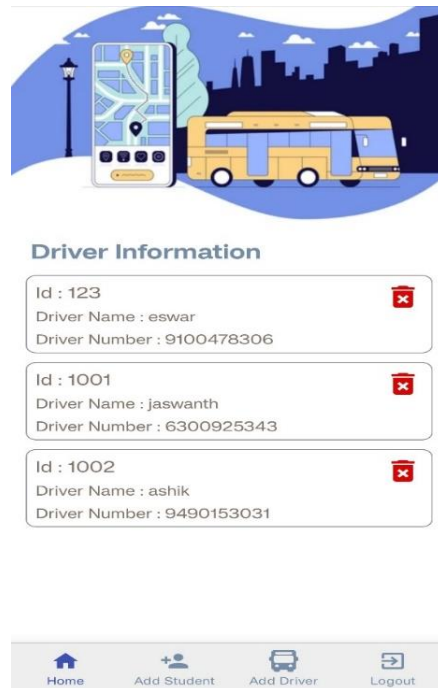 Driver Information
Id : 123
Driver Name : eswar
Driver Number : 9100478306
Id : 1001
Driver Name : jaswanth
Driver Number : 6300925343
Id : 1002
Driver Name : ashik
Driver Number : 9490153031
Home Add Student Add Driver Logout